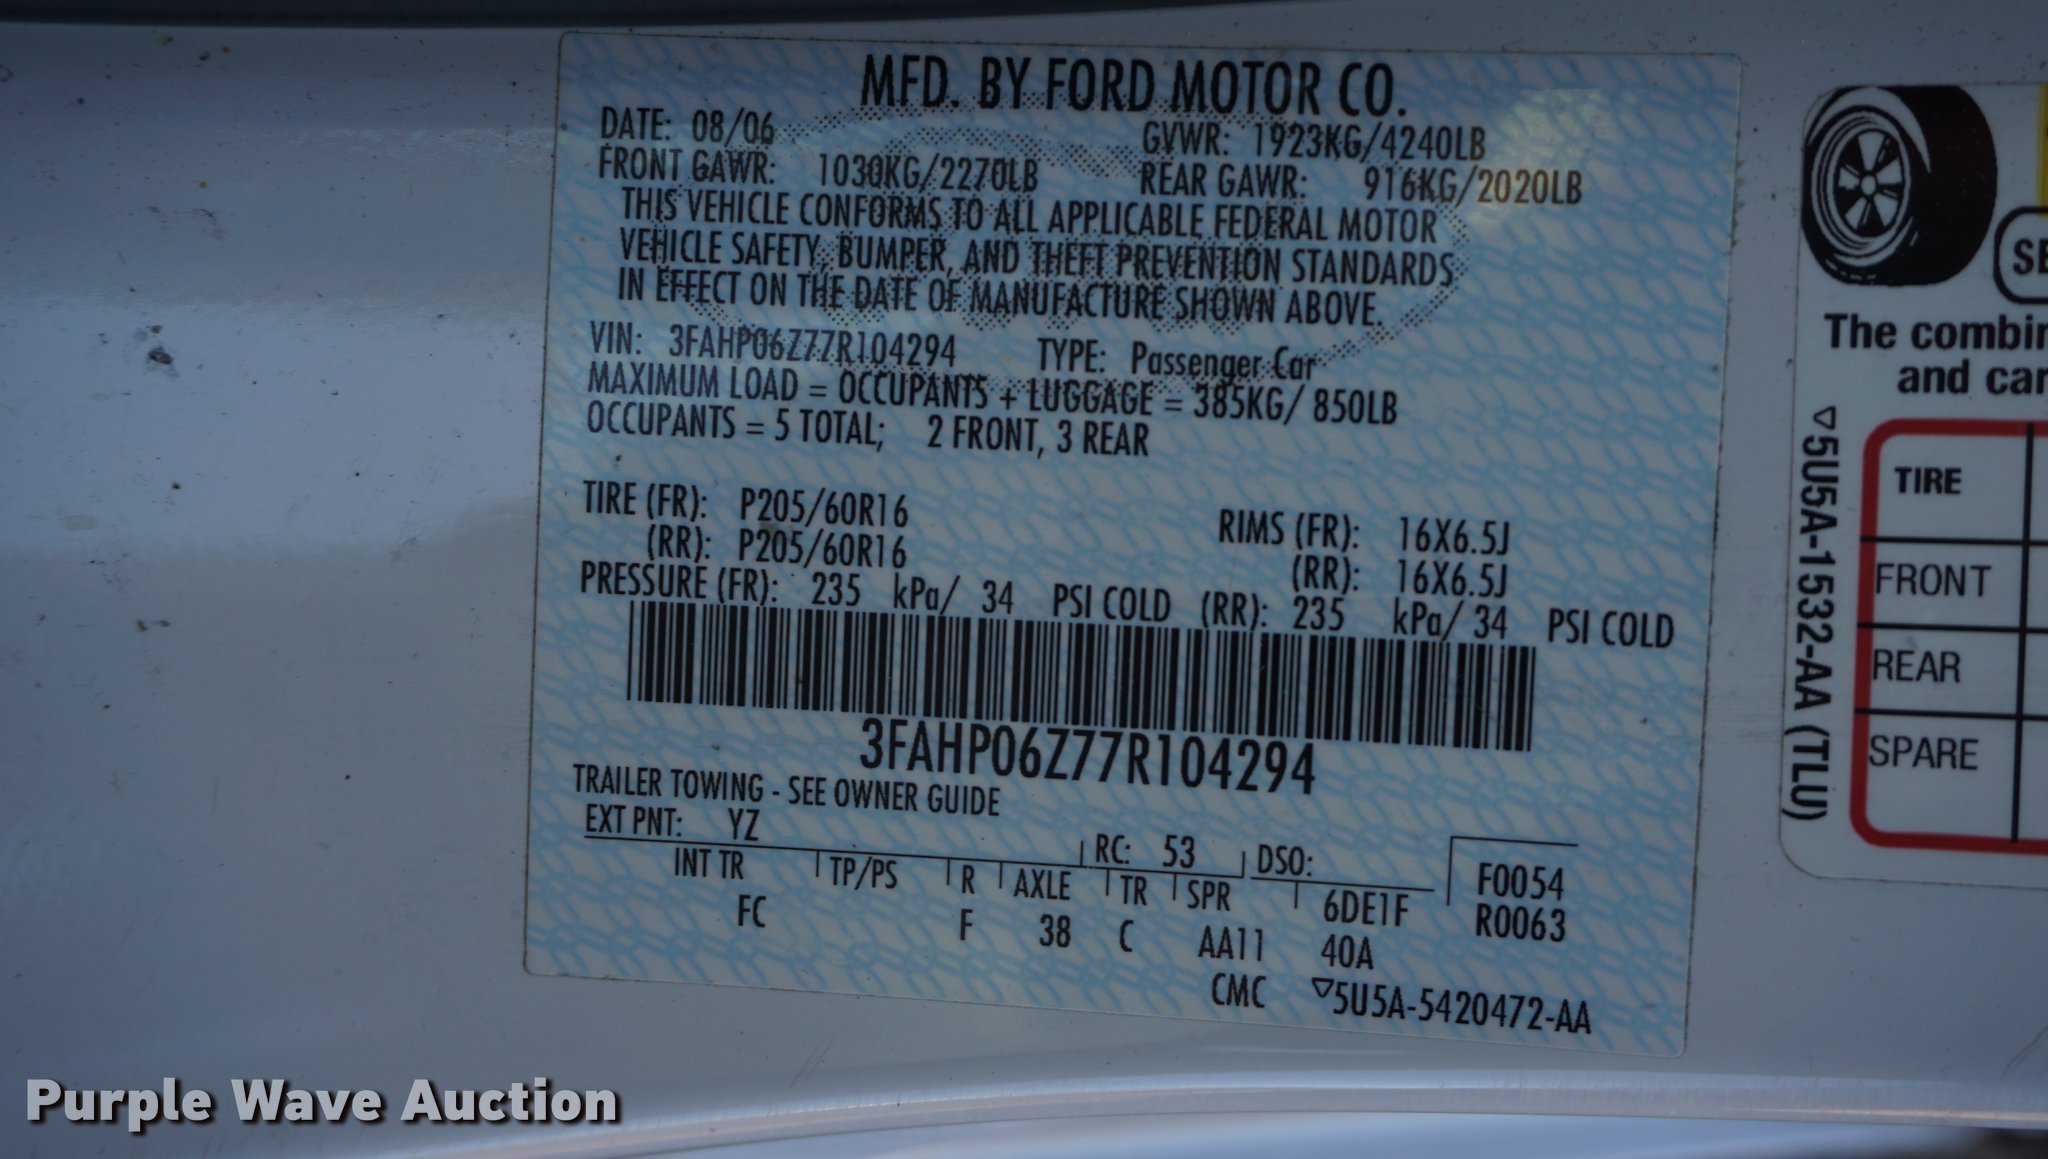 MFD. BY FORD MOTOR CO.
DATE: 08/06 GVWR: 1923KG/4240LB
FRONT GAWR: 1030KG/2270LB REAR GAWR: 916KG/2020LB
THIS VEHICLE CONFORMS TO ALL APPLICABLE FEDERAL MOTOR
VEHICLE SAFETY, BUMPER, AND THEFT PREVENTION STANDARDS
IN EFFECT ON THE DATE OF MANUFACTURE SHOWN ABOVE.
VIN: 3FAHP06Z77R104294 TYPE: Passenger Car
MAXIMUM LOAD = OCCUPANTS + LUGGAGE = 385KG/ 850LB
OCCUPANTS = 5 TOTAL; 2 FRONT, 3 REAR
TIRE (FR): P205/60R16 RIMS (FR): 16X6.5J
(RR): P205/60R16 (RR): 16X6.5J
PRESSURE (FR): 235 kPa/ 34 PSI COLD (RR): 235 kPa/ 34 PSI COLD
3FAHP06Z77R104294
TRAILER TOWING - SEE OWNER GUIDE
EXT PNT: YZ RC: 53 DSO: F0054
INT TR TP/PS R AXLE TR SPR 6DE1F R0063
FC F 38 C AA11 40A
CMC ▽5U5A-5420472-AA
SE
The combin
and car
TIRE
FRONT
REAR
SPARE
▽5U5A-1532-AA (TLU)
Purple Wave Auction